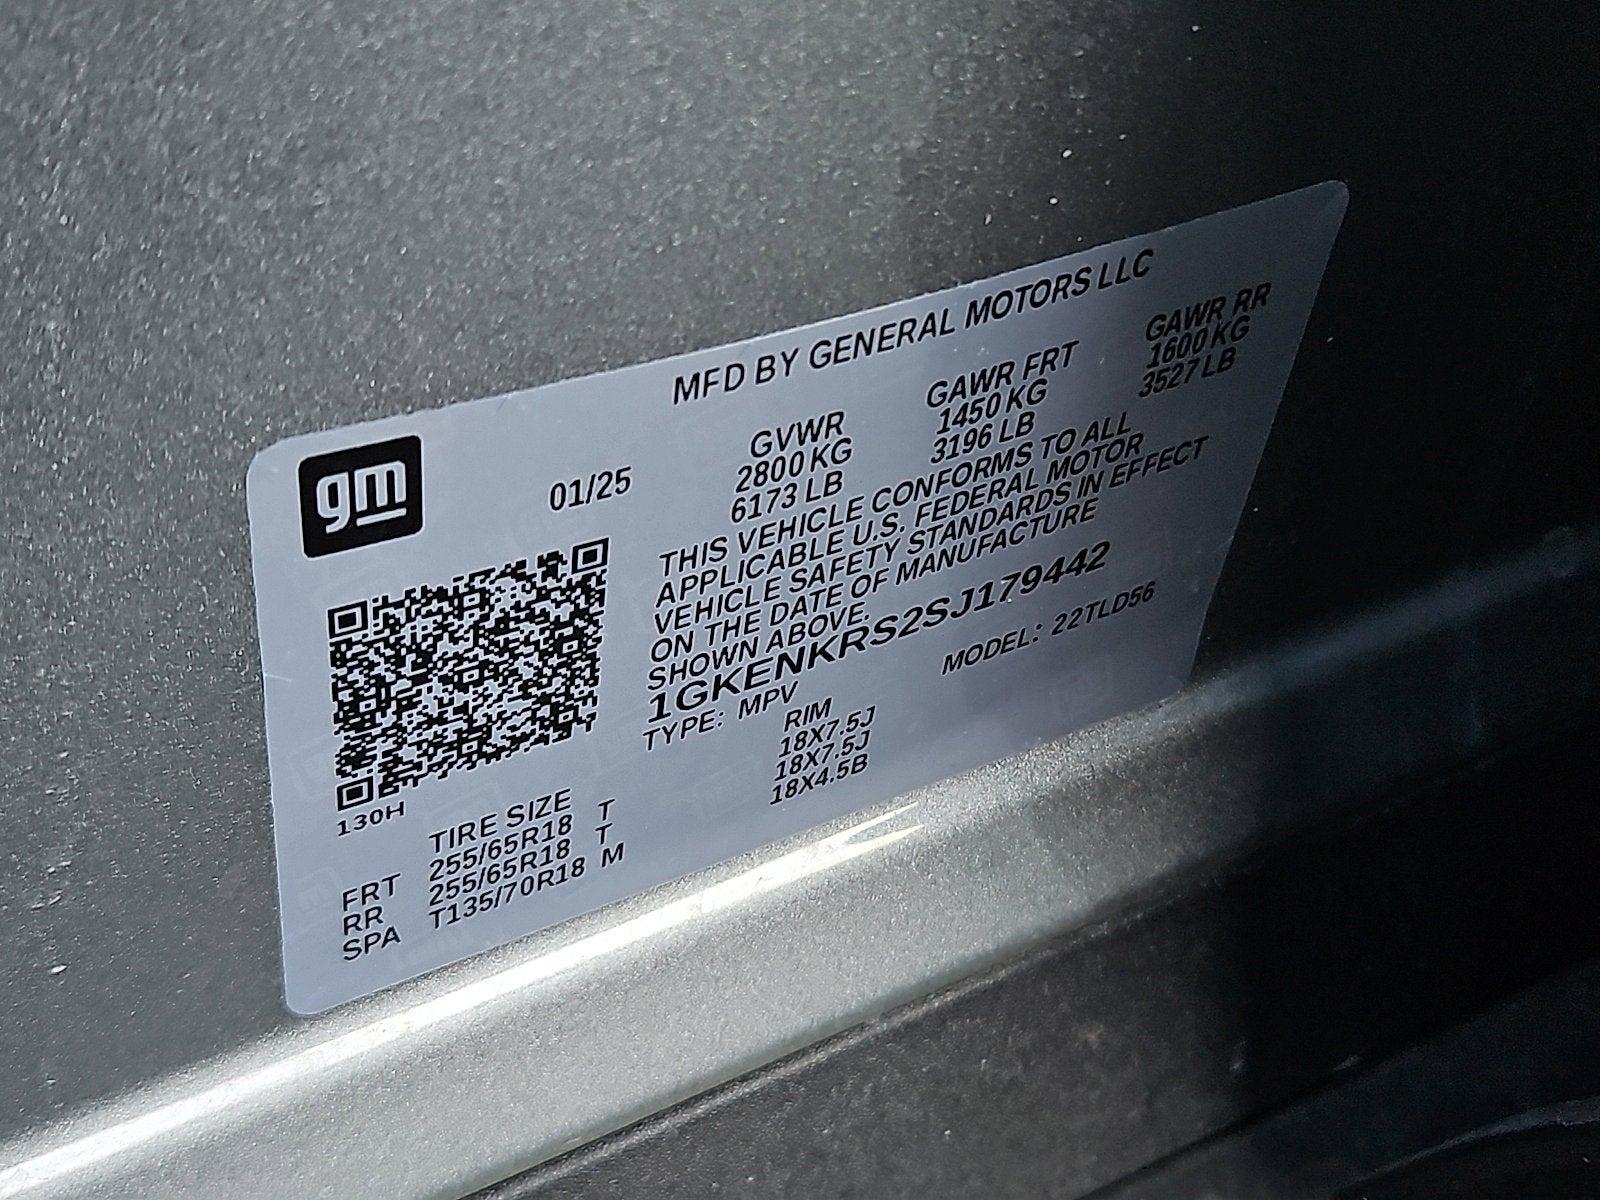 MFD BY GENERAL MOTORS LLC
gm
01/25
GVWR GAWR FRT GAWR RR
2800 KG 1450 KG 1600 KG
6173 LB 3196 LB 3527 LB
THIS VEHICLE CONFORMS TO ALL
APPLICABLE U.S. FEDERAL MOTOR
VEHICLE SAFETY STANDARDS IN EFFECT
ON THE DATE OF MANUFACTURE
SHOWN ABOVE.
1GKENKRS2SJ179442
TYPE: MPV MODEL: 22TLD56
130H
TIRE SIZE RIM
FRT 255/65R18 T 18X7.5J
RR 255/65R18 T 18X7.5J
SPA T135/70R18 M 18X4.5B